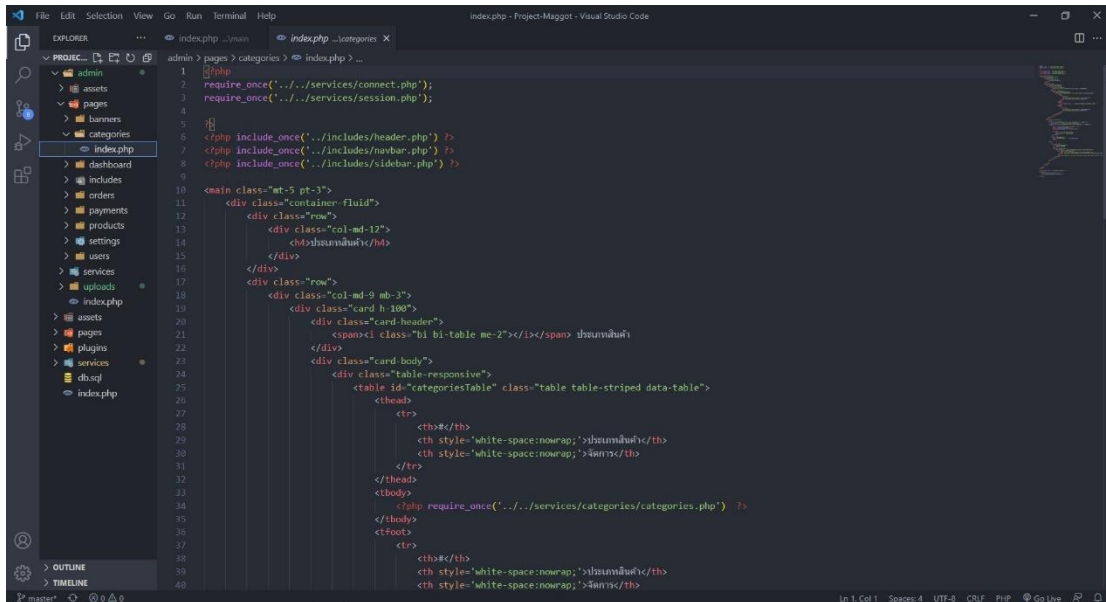 File Edit Selection View Go Run Terminal Help
index.php - Project-Maggot - Visual Studio Code
EXPLORER
index.php ...\main
index.php ...\categories
PROJEC...
admin > pages > categories > index.php > ...
admin
assets
pages
banners
categories
index.php
dashboard
includes
orders
payments
products
settings
users
services
uploads
index.php
assets
pages
plugins
services
db.sql
index.php
OUTLINE
TIMELINE
1 <?php
2 require_once('../../services/connect.php');
3 require_once('../../services/session.php');
4
5 ?>
6 <?php include_once('../includes/header.php') ?>
7 <?php include_once('../includes/navbar.php') ?>
8 <?php include_once('../includes/sidebar.php') ?>
9
10 <main class="mt-5 pt-3">
11 <div class="container-fluid">
12 <div class="row">
13 <div class="col-md-12">
14 <h4>ประเภทสินค้า</h4>
15 </div>
16 </div>
17 <div class="row">
18 <div class="col-md-9 mb-3">
19 <div class="card h-100">
20 <div class="card-header">
21 <span><i class="bi bi-table me-2"></i></span> ประเภทสินค้า
22 </div>
23 <div class="card-body">
24 <div class="table-responsive">
25 <table id="categoriesTable" class="table table-striped data-table">
26 <thead>
27 <tr>
28 <th>#</th>
29 <th style='white-space:nowrap;'>ประเภทสินค้า</th>
30 <th style='white-space:nowrap;'>จัดการ</th>
31 </tr>
32 </thead>
33 <tbody>
34 <?php require_once('../../services/categories/categories.php') ?>
35 </tbody>
36 <tfoot>
37 <tr>
38 <th>#</th>
39 <th style='white-space:nowrap;'>ประเภทสินค้า</th>
40 <th style='white-space:nowrap;'>จัดการ</th>
master* 0 0 Ln 1, Col 1 Spaces: 4 UTF-8 CRLF PHP Go Live